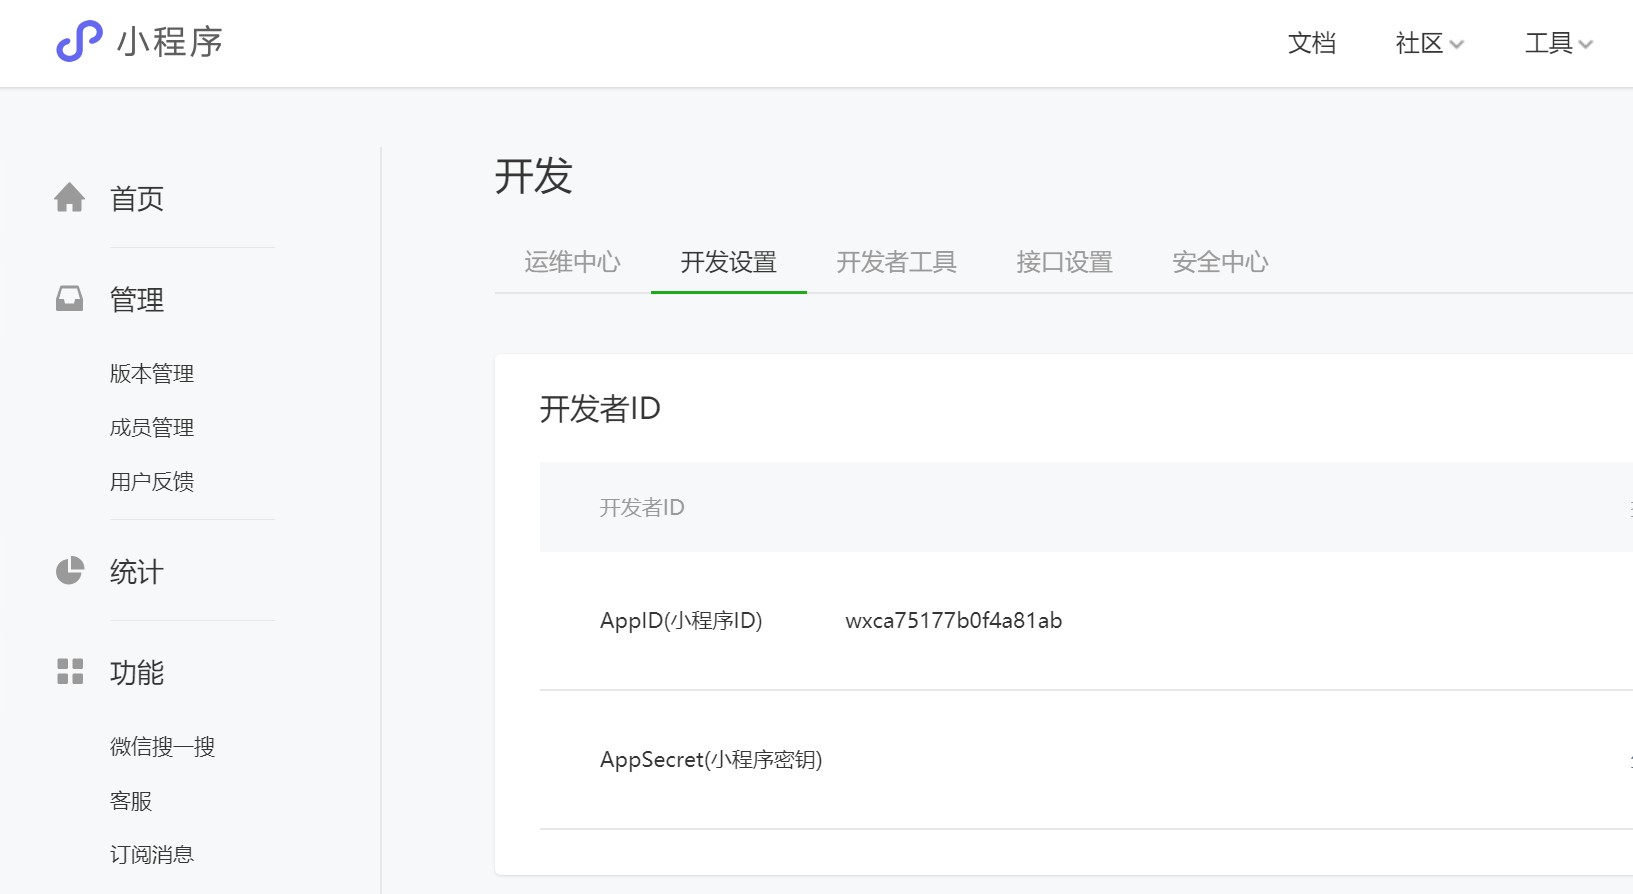 小程序
文档
社区
工具
首页
管理
版本管理
成员管理
用户反馈
统计
功能
微信搜一搜
客服
订阅消息
开发
运维中心
开发设置
开发者工具
接口设置
安全中心
开发者ID
开发者ID
AppID(小程序ID)
wxca75177b0f4a81ab
AppSecret(小程序密钥)